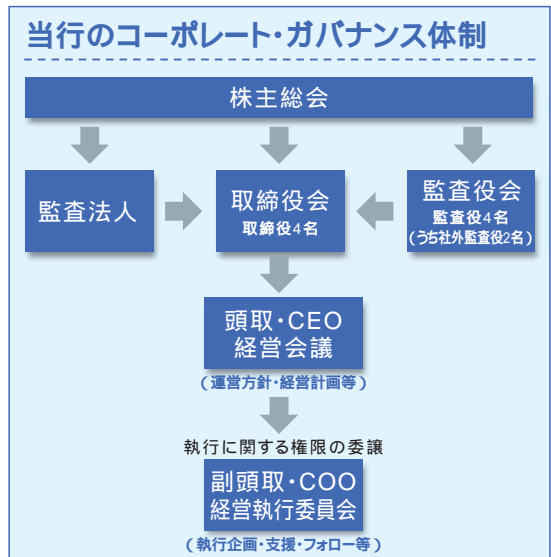 当行のコーポレート・ガバナンス体制
株主総会
監査法人
取締役会
取締役4名
監査役会
監査役4名
(うち社外監査役2名)
頭取・CEO
経営会議
(運営方針・経営計画等)
執行に関する権限の委譲
副頭取・COO
経営執行委員会
(執行企画・支援・フォロー等)